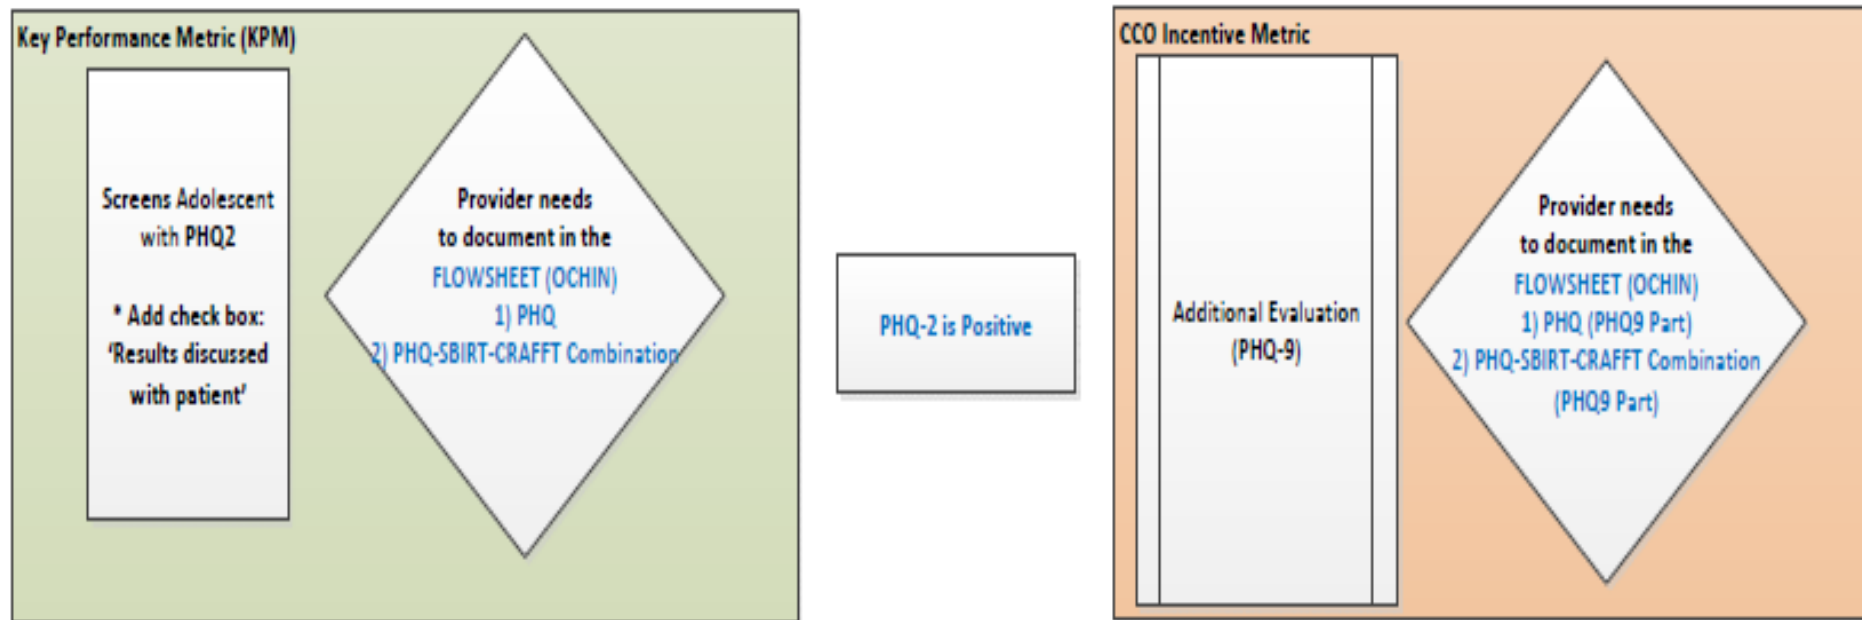 Key Performance Metric (KPM)
Screens Adolescent
with PHQ2
* Add check box:
‘Results discussed
with patient’
Provider needs
to document in the
FLOWSHEET (OCHIN)
1) PHQ
2) PHQ-SBIRT-CRAFFT Combination
PHQ-2 is Positive
CCO Incentive Metric
Additional Evaluation
(PHQ-9)
Provider needs
to document in the
FLOWSHEET (OCHIN)
1) PHQ (PHQ9 Part)
2) PHQ-SBIRT-CRAFFT Combination
(PHQ9 Part)